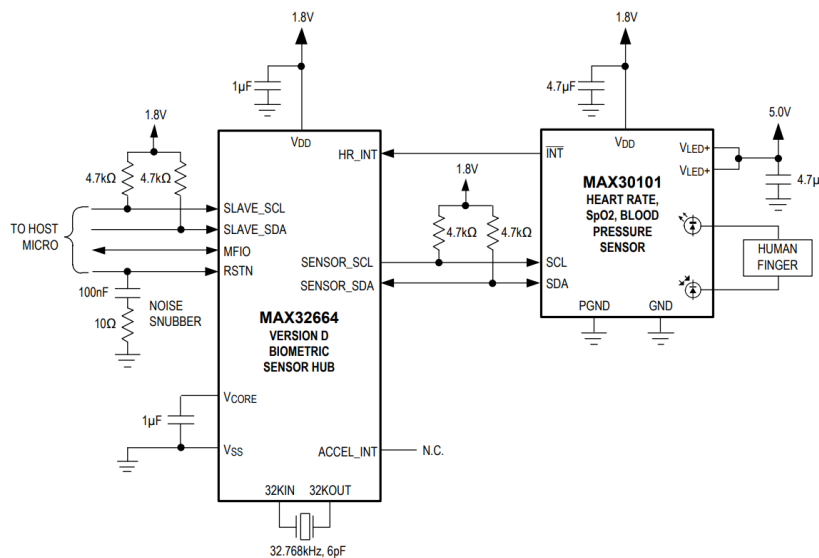 1.8V
1.8V
1µF
4.7µF
5.0V
1.8V
VDD
VDD
VLED+
HR_INT
INT
VLED+
4.7kΩ
4.7kΩ
1.8V
MAX30101
4.7µ
HEART RATE,
SpO2, BLOOD
PRESSURE
SENSOR
SLAVE_SCL
SLAVE_SDA
4.7kΩ
4.7kΩ
TO HOST
MICRO
MFIO
HUMAN
FINGER
RSTN
SENSOR_SCL
SCL
SENSOR_SDA
SDA
100nF
NOISE
SNUBBER
10Ω
PGND
GND
MAX32664
VERSION D
BIOMETRIC
SENSOR HUB
VCORE
1µF
VSS
ACCEL_INT
N.C.
32KIN
32KOUT
32.768kHz, 6pF